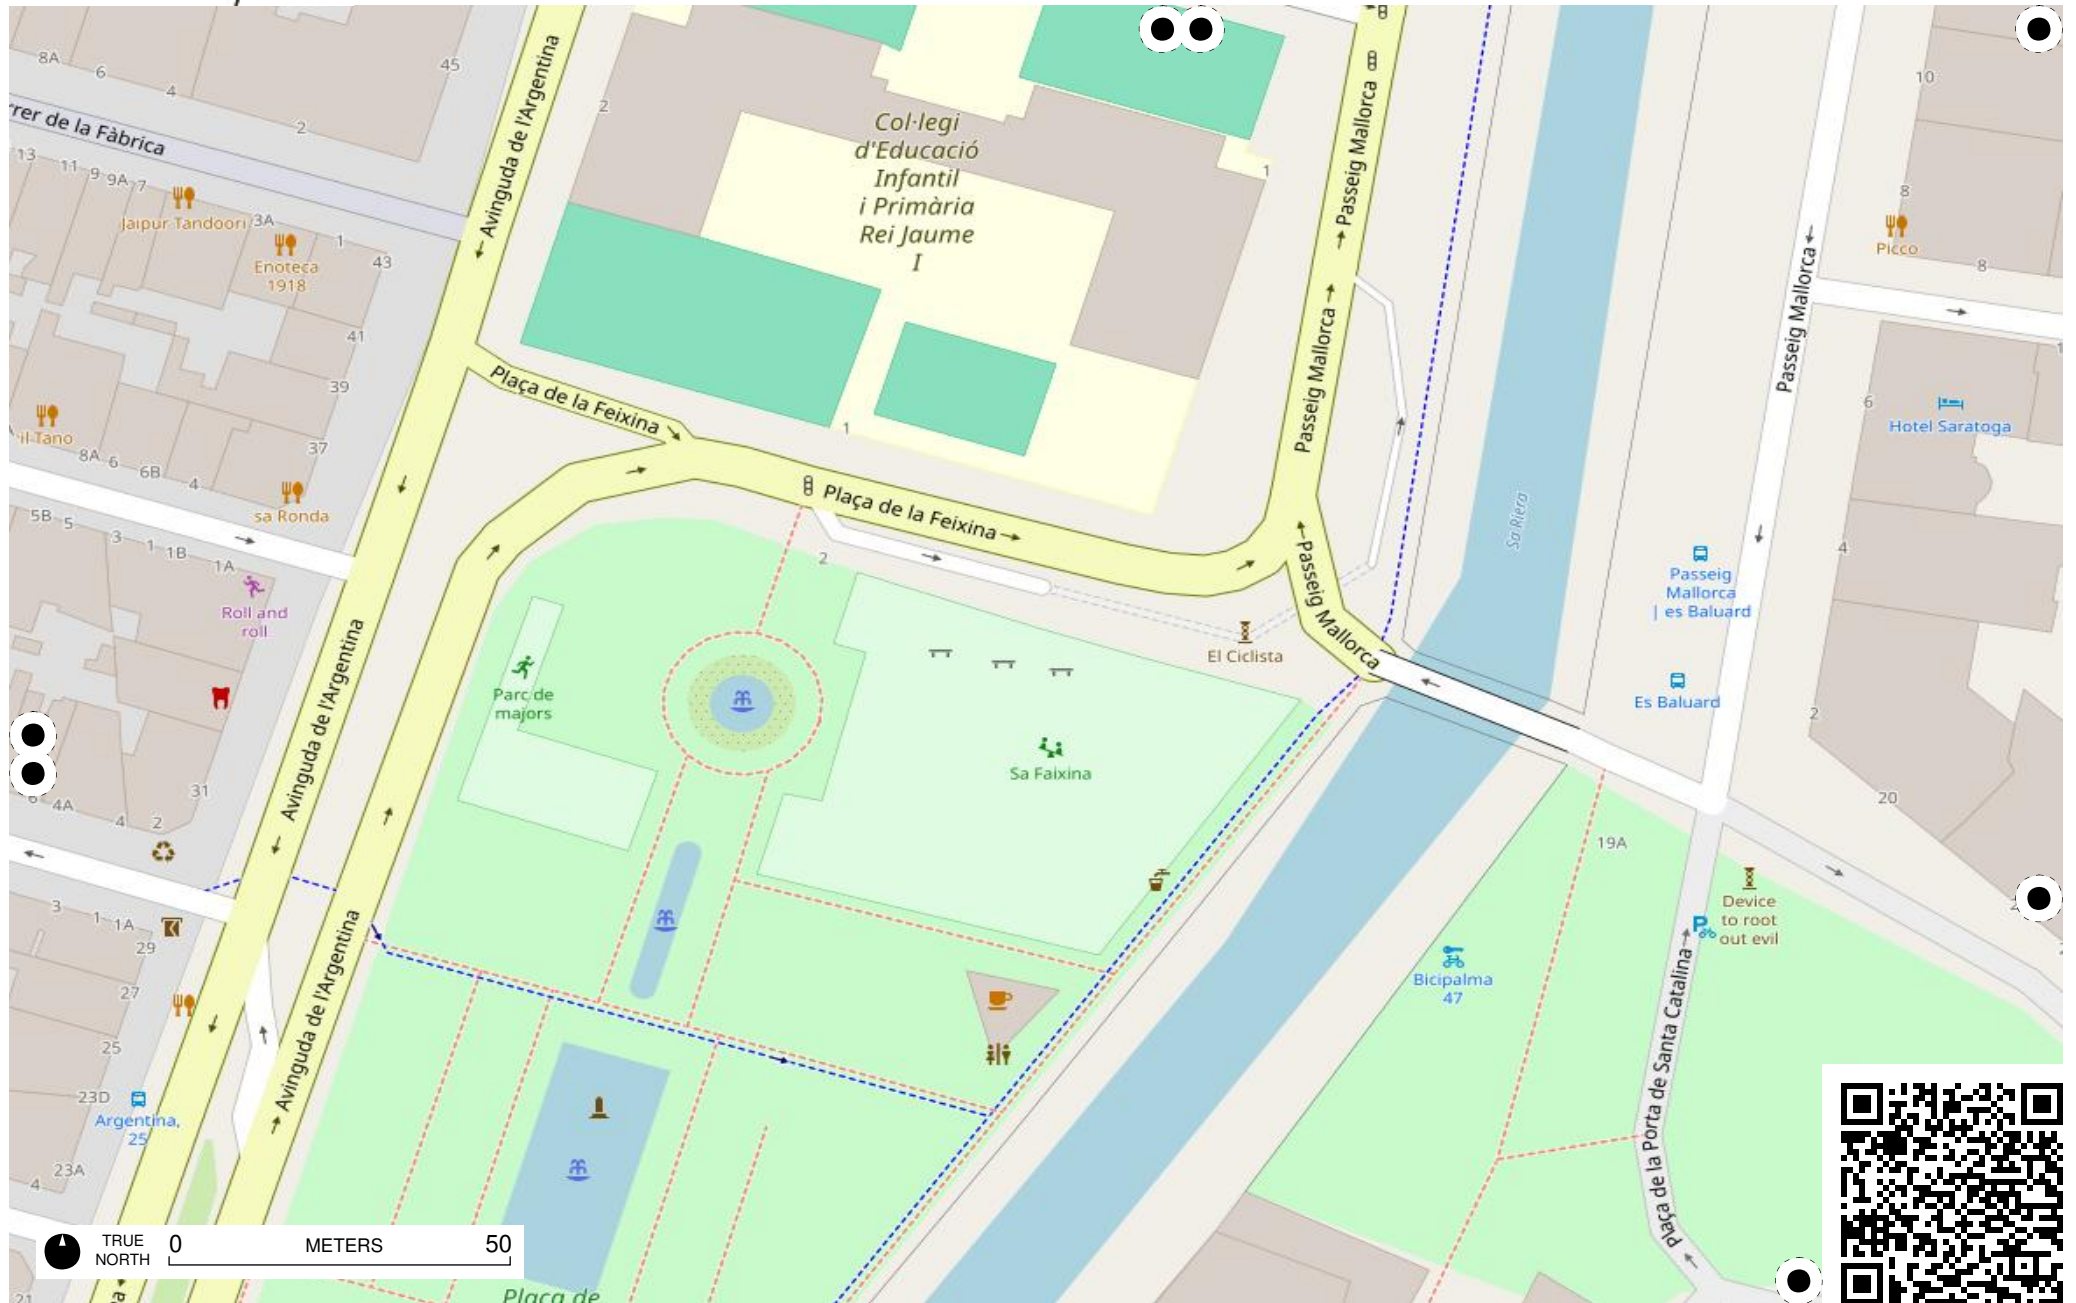 8A
6
4
2
45
rer de la Fàbrica
13
11
9
9A
7
Jaipur Tandoori
3A
1
Enoteca
1918
43
41
39
37
il Tano
8A
6
6B
4
sa Ronda
5B
5
3
1
1B
1A
Roll and
roll
31
6
4A
4
2
3
1
1A
29
27
25
23D
Argentina,
25
23A
4
21
Avinguda de l'Argentina
Avinguda de l'Argentina
Avinguda de l'Argentina
2
Col·legi
d'Educació
Infantil
i Primària
Rei Jaume
I
1
1
Plaça de la Feixina
Plaça de la Feixina
2
Parc de
majors
Sa Faixina
El Ciclista
Passeig Mallorca
Passeig Mallorca
Passeig Mallorca
Sa Riera
Passeig Mallorca
10
8
Picco
8
6
Hotel Saratoga
4
Passeig
Mallorca
| es Baluard
Es Baluard
2
20
19A
Device
to root
out evil
Bicipalma
47
Plaça de la Porta de Santa Catalina
Plaça de
TRUE
NORTH
0
METERS
50